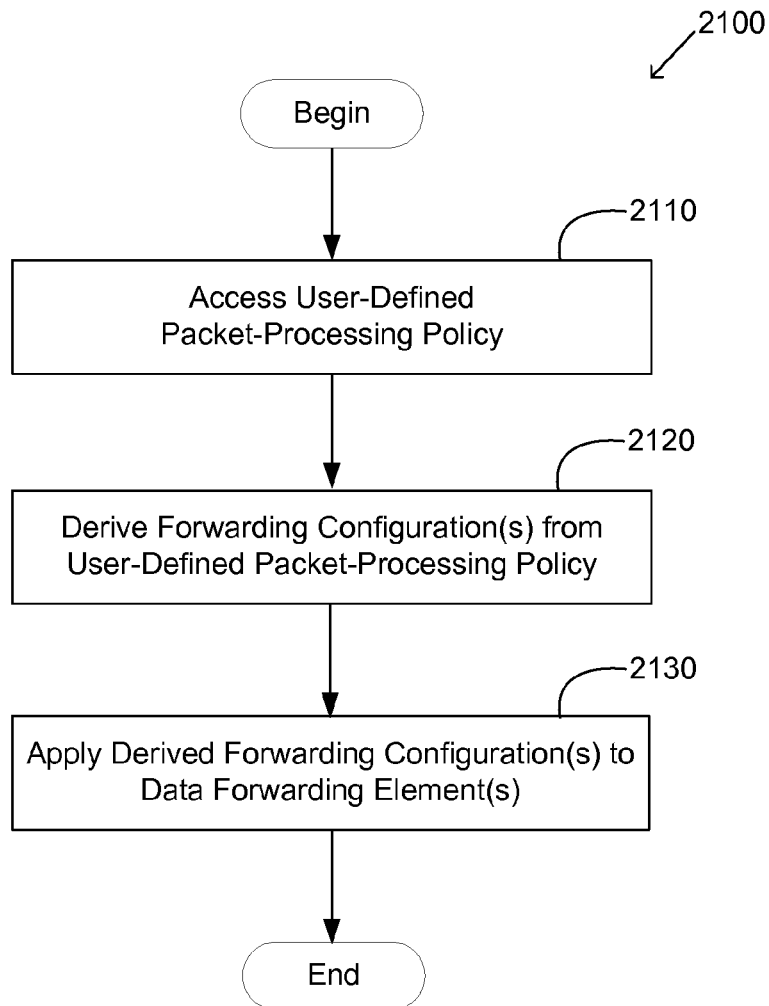 2100
Begin
2110
Access User-Defined
Packet-Processing Policy
2120
Derive Forwarding Configuration(s) from
User-Defined Packet-Processing Policy
2130
Apply Derived Forwarding Configuration(s) to
Data Forwarding Element(s)
End